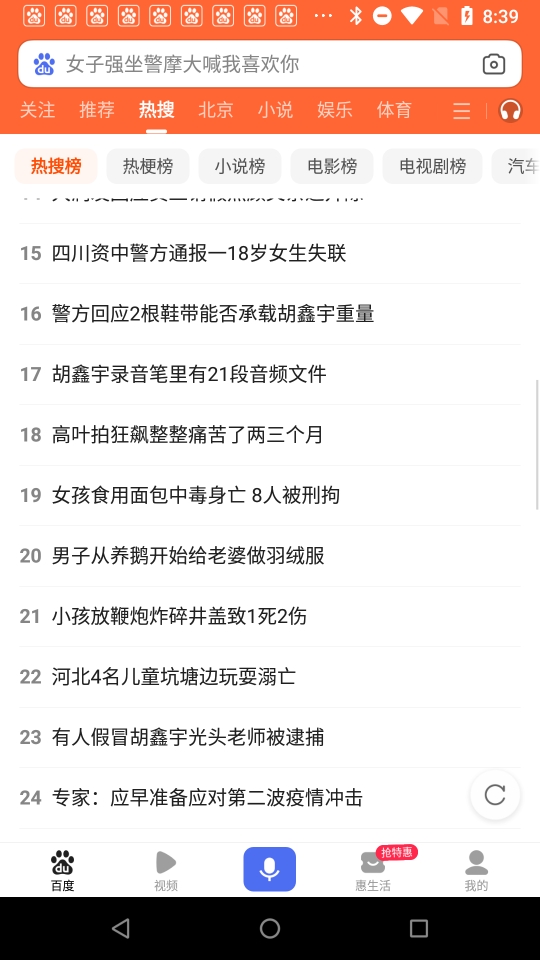 8:39
女子强坐警摩大喊我喜欢你
关注 推荐 热搜 北京 小说 娱乐 体育
热搜榜 热梗榜 小说榜 电影榜 电视剧榜 汽车
15 四川资中警方通报一18岁女生失联
16 警方回应2根鞋带能否承载胡鑫宇重量
17 胡鑫宇录音笔里有21段音频文件
18 高叶拍狂飙整整痛苦了两三个月
19 女孩食用面包中毒身亡 8人被刑拘
20 男子从养鹅开始给老婆做羽绒服
21 小孩放鞭炮炸碎井盖致1死2伤
22 河北4名儿童坑塘边玩耍溺亡
23 有人假冒胡鑫宇光头老师被逮捕
24 专家：应早准备应对第二波疫情冲击
抢特惠
百度 视频 惠生活 我的